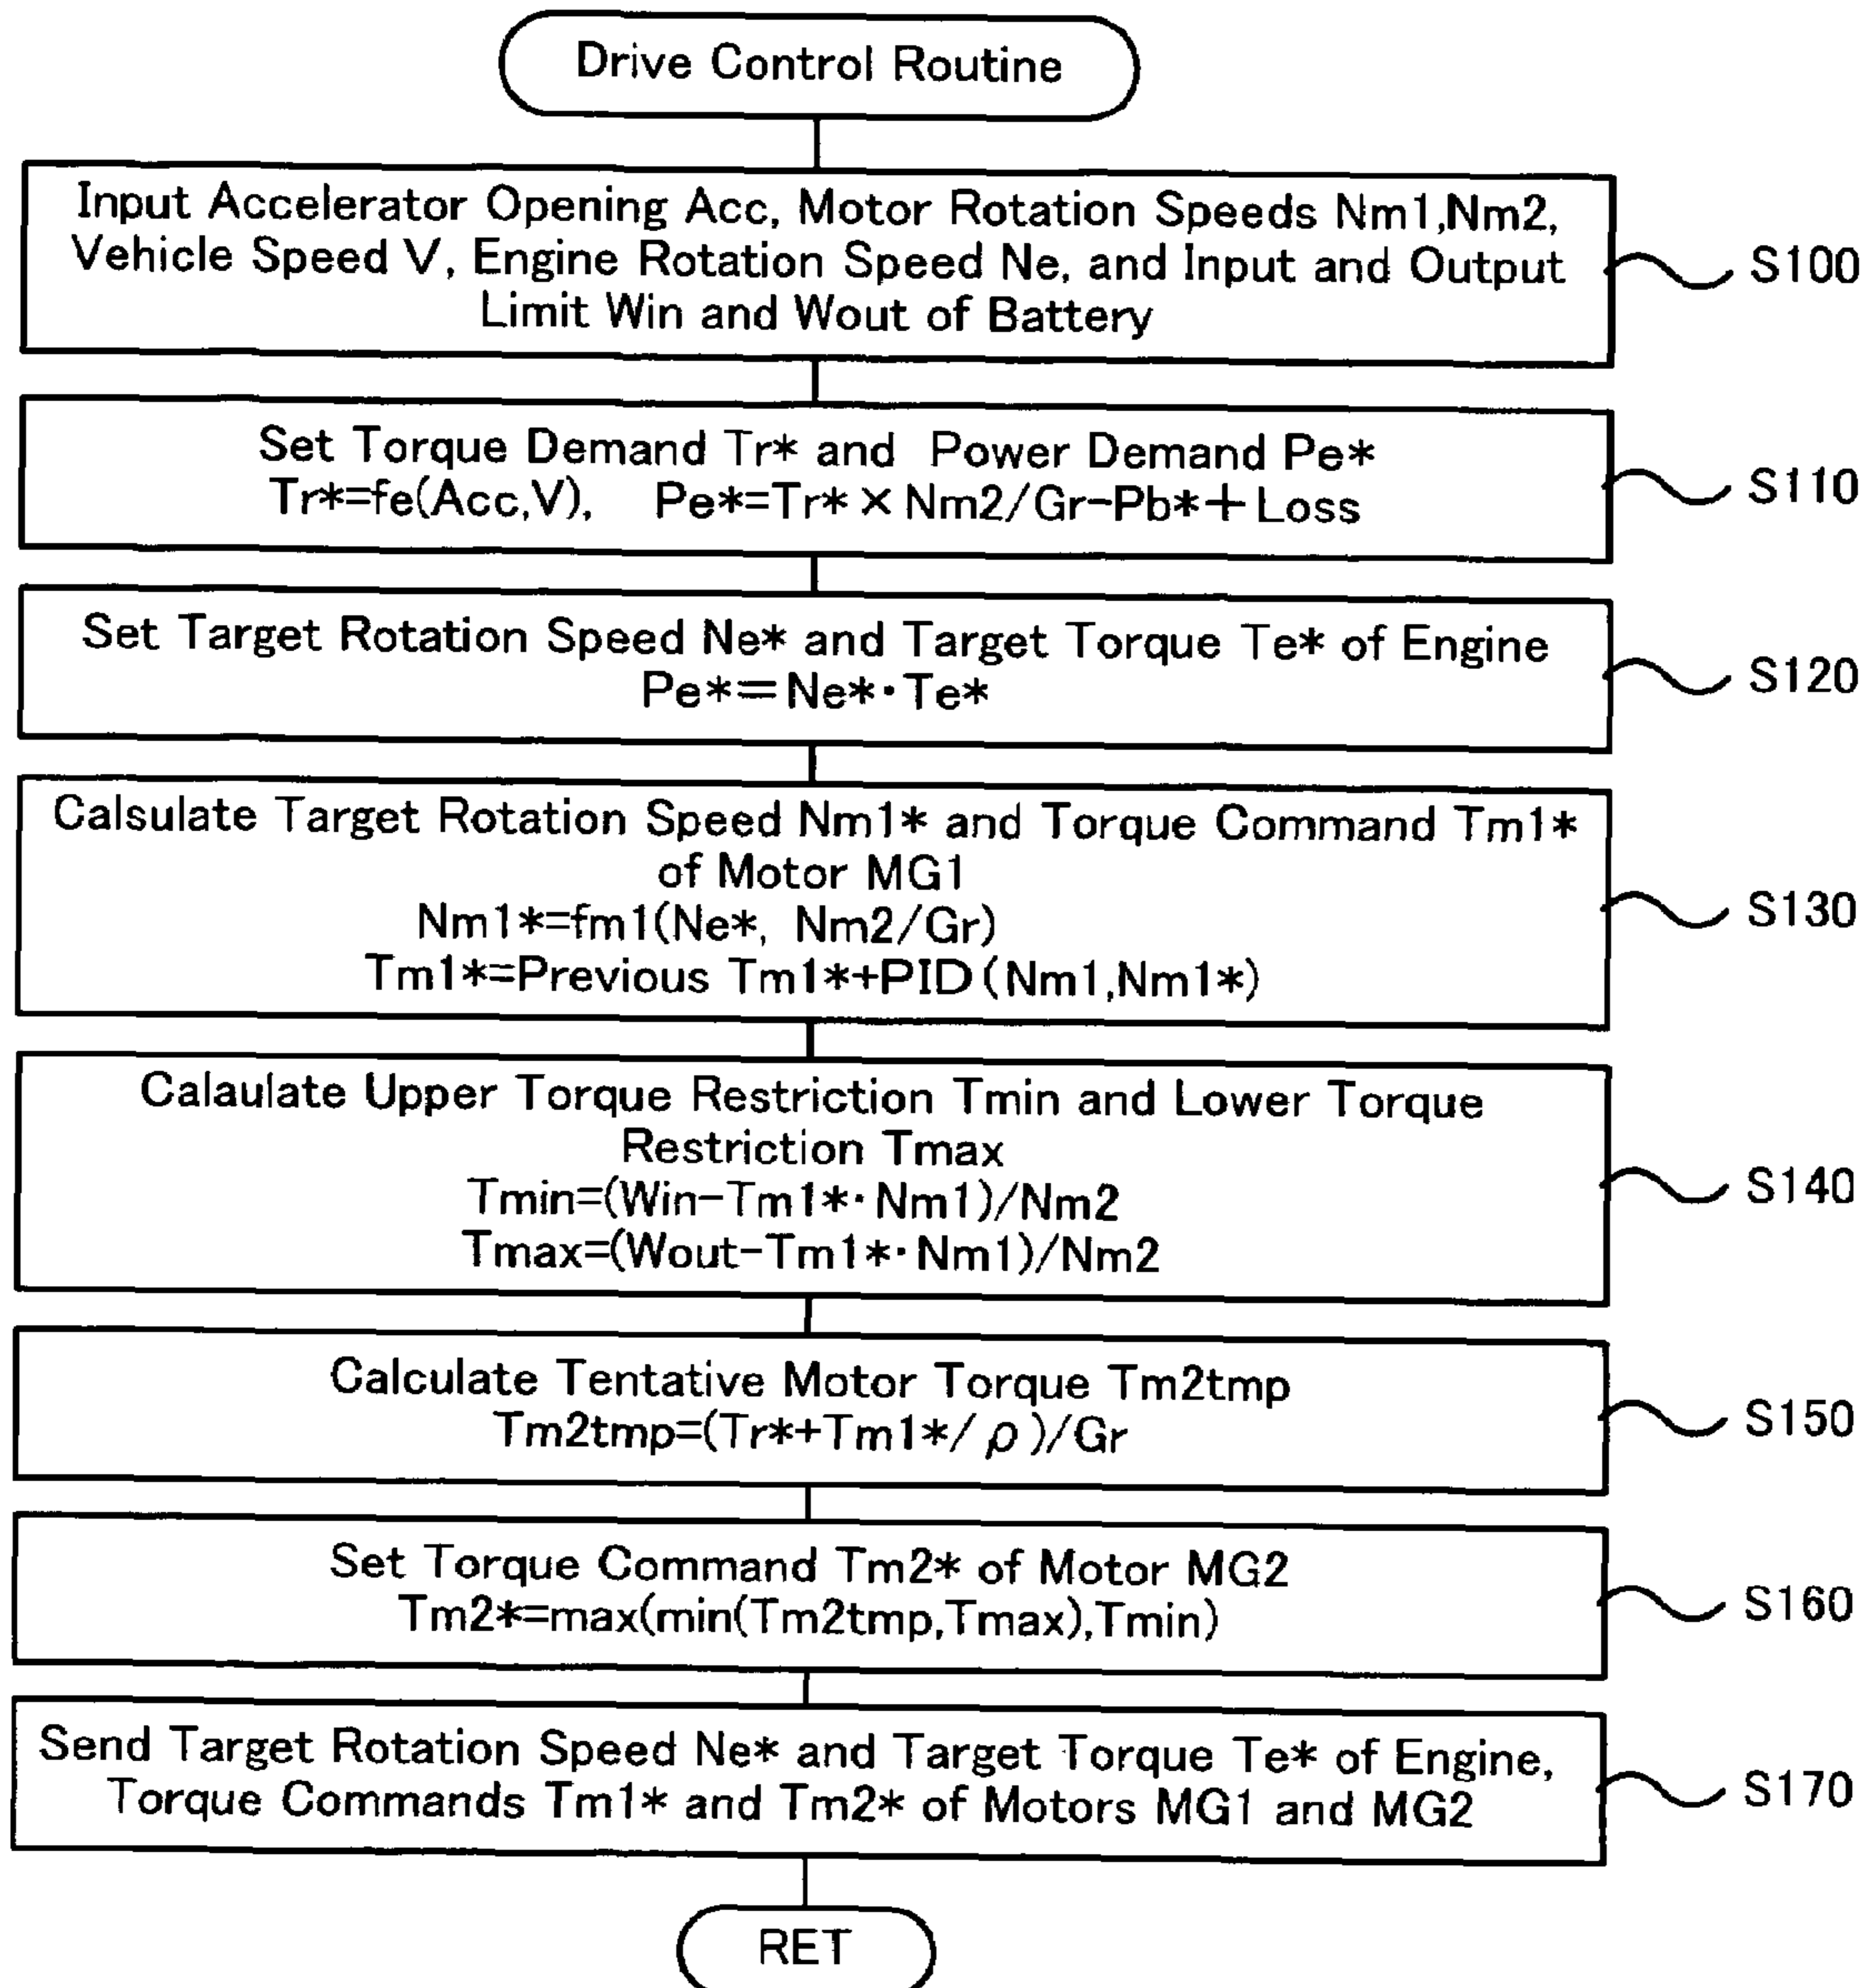 Drive Control Routine
Input Accelerator Opening Acc, Motor Rotation Speeds Nm1,Nm2,
Vehicle Speed V, Engine Rotation Speed Ne, and Input and Output
Limit Win and Wout of Battery
S100
Set Torque Demand Tr* and Power Demand Pe*
Tr*=fe(Acc,V), Pe*=Tr*×Nm2/Gr-Pb*+Loss
S110
Set Target Rotation Speed Ne* and Target Torque Te* of Engine
Pe*=Ne*·Te*
S120
Calsulate Target Rotation Speed Nm1* and Torque Command Tm1*
of Motor MG1
Nm1*=fm1(Ne*, Nm2/Gr)
Tm1*=Previous Tm1*+PID(Nm1,Nm1*)
S130
Calaulate Upper Torque Restriction Tmin and Lower Torque
Restriction Tmax
Tmin=(Win-Tm1*·Nm1)/Nm2
Tmax=(Wout-Tm1*·Nm1)/Nm2
S140
Calculate Tentative Motor Torque Tm2tmp
Tm2tmp=(Tr*+Tm1*/ρ)/Gr
S150
Set Torque Command Tm2* of Motor MG2
Tm2*=max(min(Tm2tmp,Tmax),Tmin)
S160
Send Target Rotation Speed Ne* and Target Torque Te* of Engine,
Torque Commands Tm1* and Tm2* of Motors MG1 and MG2
S170
RET